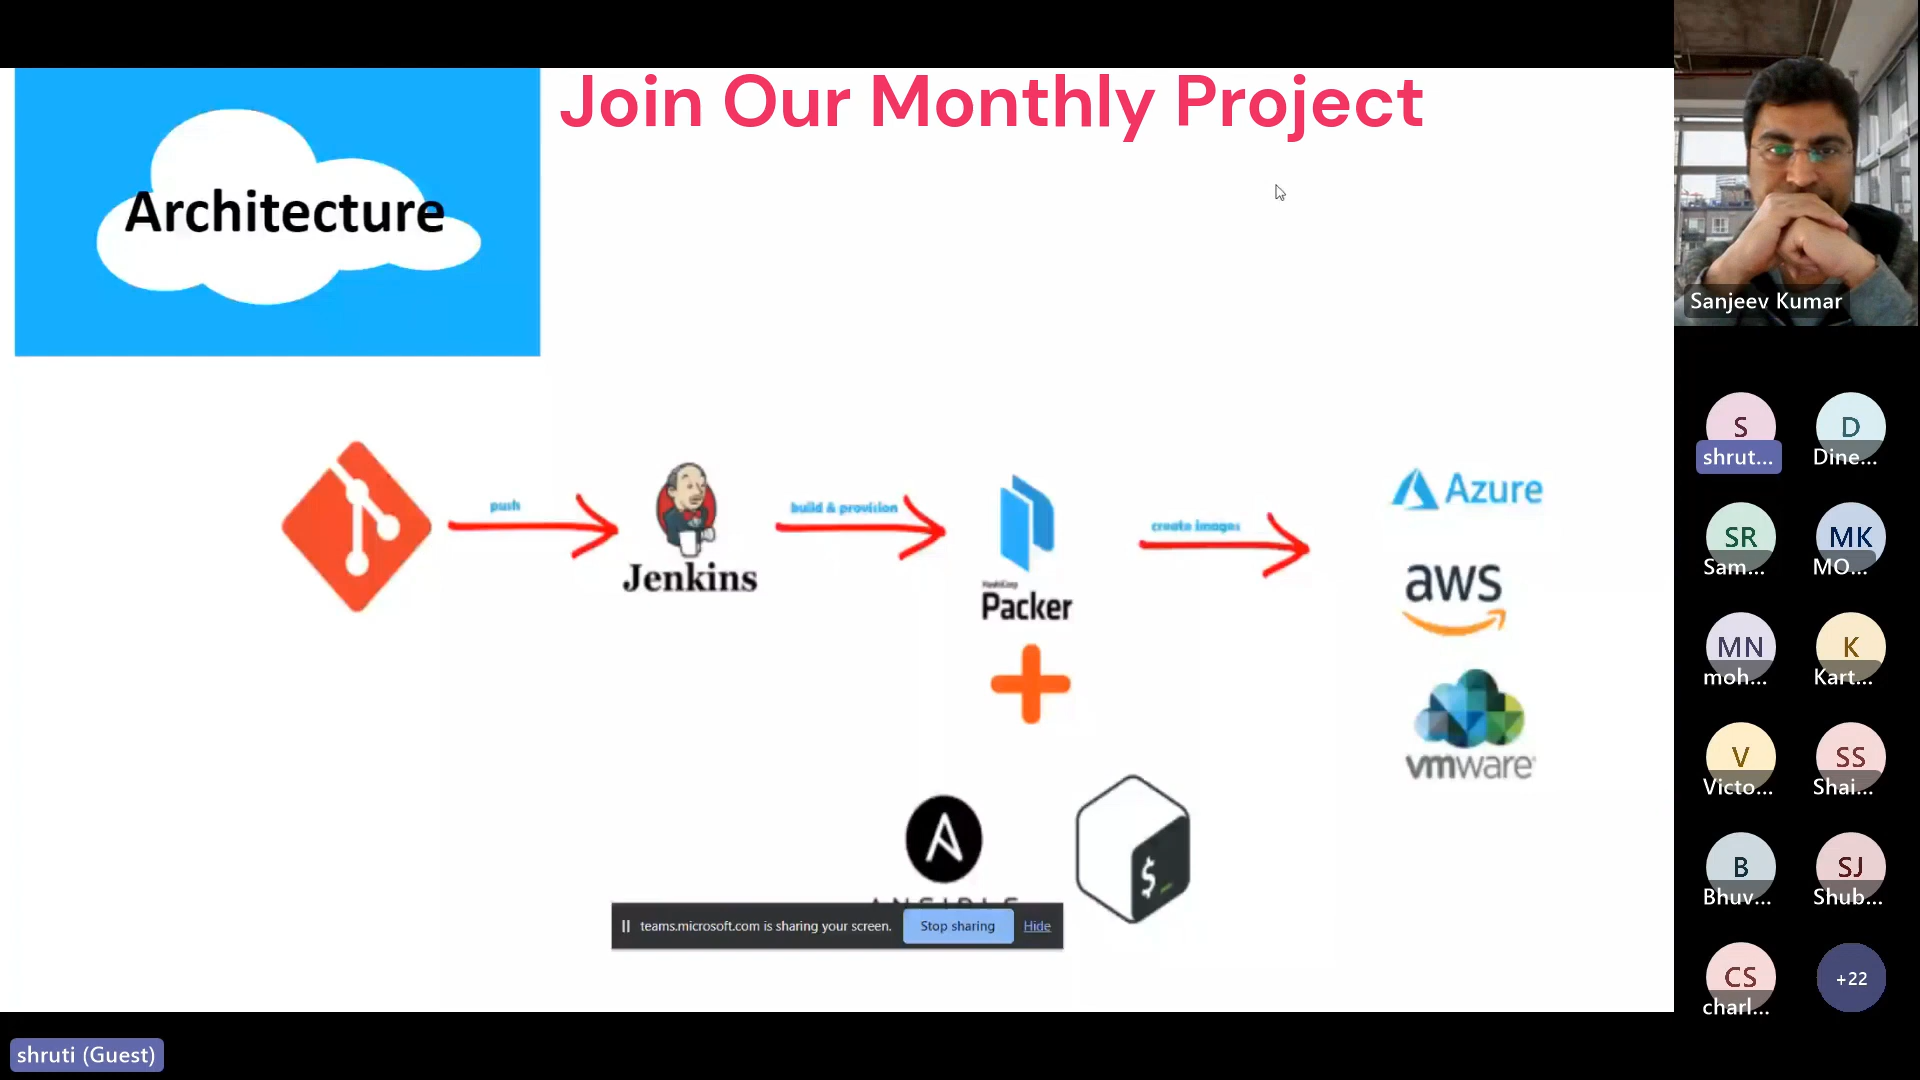 Join Our Monthly Project
Architecture
push
build & provision
create images
Jenkins
HashiCorp
Packer
Azure
aws
vmware
$
ANSIBLE
teams.microsoft.com is sharing your screen.
Stop sharing
Hide
Sanjeev Kumar
S
shrut...
D
Dine...
SR
Sam...
MK
MO...
MN
moh...
K
Kart...
V
Victo...
SS
Shai...
B
Bhuv...
SJ
Shub...
CS
charl...
+22
shruti (Guest)